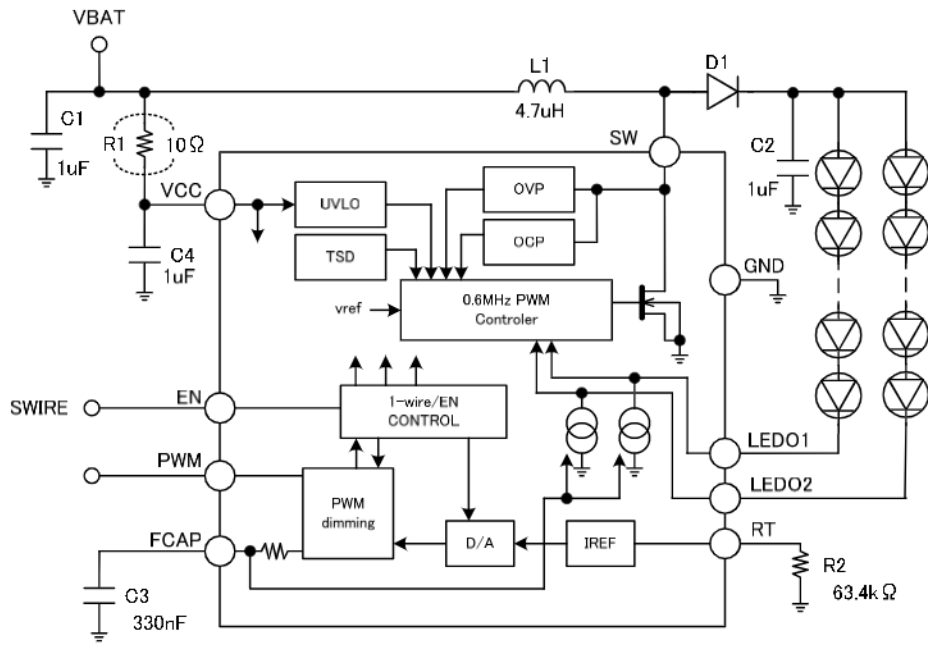 VBAT
L1
4.7uH
D1
C1
1uF
R1
10Ω
SW
C2
1uF
VCC
UVLO
OVP
TSD
OCP
C4
1uF
GND
vref
0.6MHz PWM
Controler
SWIRE
EN
1-wire/EN
CONTROL
LEDO1
PWM
LEDO2
PWM
dimming
FCAP
D/A
IREF
RT
R2
63.4kΩ
C3
330nF